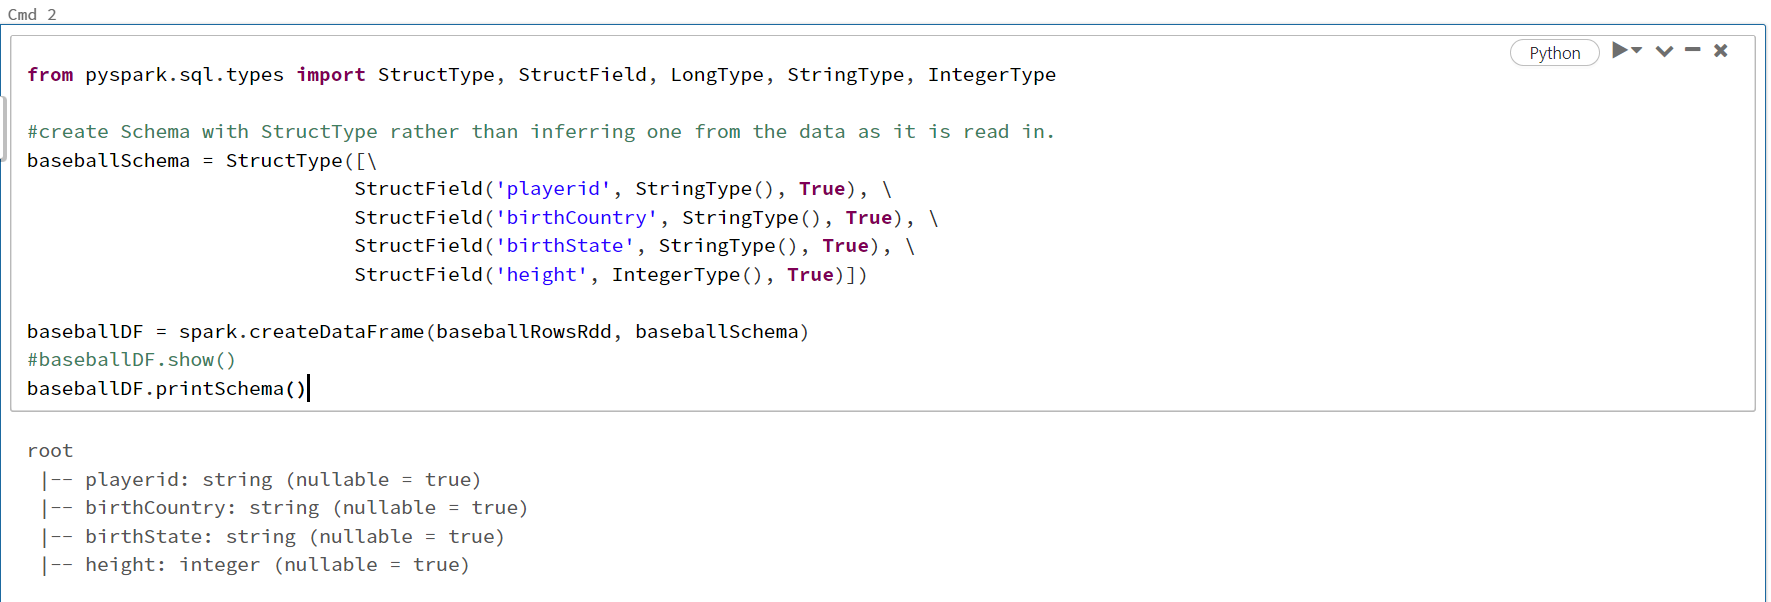 Cmd 2
Python
from pyspark.sql.types import StructType, StructField, LongType, StringType, IntegerType
#create Schema with StructType rather than inferring one from the data as it is read in.
baseballSchema = StructType([\
StructField('playerid', StringType(), True), \
StructField('birthCountry', StringType(), True), \
StructField('birthState', StringType(), True), \
StructField('height', IntegerType(), True)])
baseballDF = spark.createDataFrame(baseballRowsRdd, baseballSchema)
#baseballDF.show()
baseballDF.printSchema()
root
|-- playerid: string (nullable = true)
|-- birthCountry: string (nullable = true)
|-- birthState: string (nullable = true)
|-- height: integer (nullable = true)